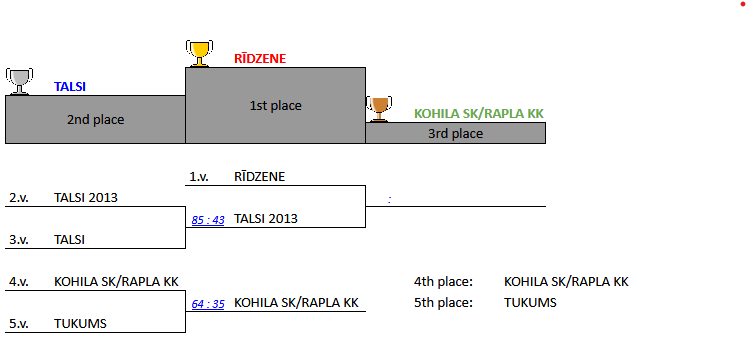 RĪDZENE
TALSI
1st place
2nd place
KOHILA SK/RAPLA KK
3rd place
1.v. RĪDZENE
2.v. TALSI 2013
:
85 : 43 TALSI 2013
3.v. TALSI
4.v. KOHILA SK/RAPLA KK
4th place: KOHILA SK/RAPLA KK
64 : 35 KOHILA SK/RAPLA KK
5th place: TUKUMS
5.v. TUKUMS